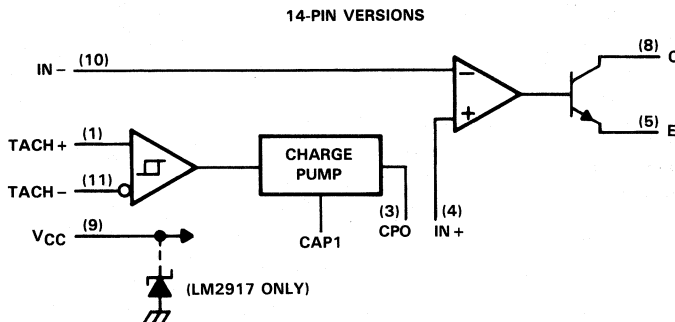 14-PIN VERSIONS
IN- (10)
(8) C
(5) E
TACH+ (1)
TACH- (11)
CHARGE
PUMP
(3)
CPO
(4)
IN+
CAP1
VCC (9)
(LM2917 ONLY)